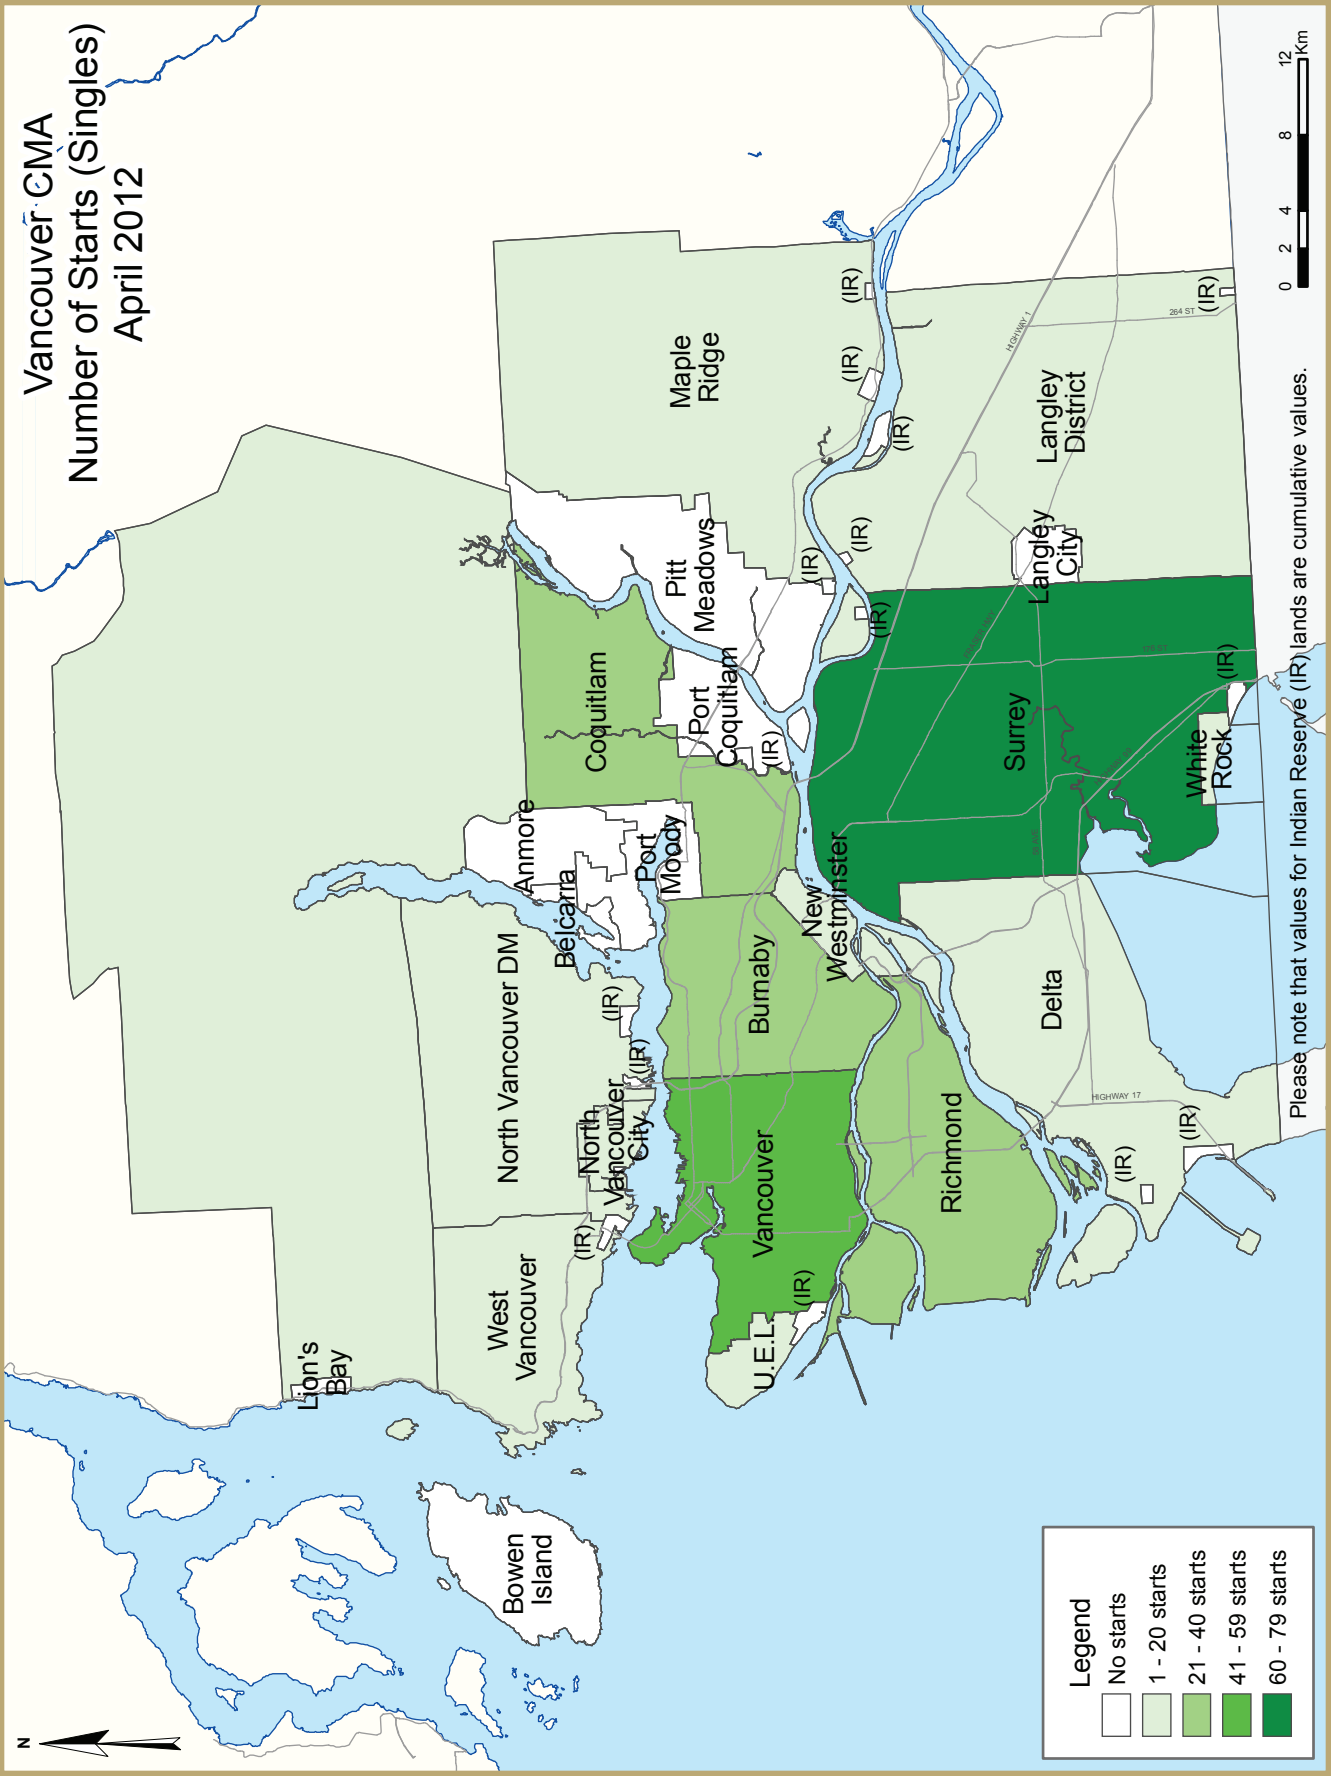 Vancouver CMA
Number of Starts (Singles)
April 2012
N
Lion's
Bay
Bowen
Island
West
Vancouver
North Vancouver DM
North
Vancouver
City
(IR)
(IR)
(IR)
Belcarra
Anmore
Port
Moody
Coquitlam
Port
Coquitlam
(IR)
Pitt
Meadows
Maple
Ridge
(IR)
(IR)
(IR)
(IR)
(IR)
(IR)
U.E.L.
(IR)
Vancouver
Burnaby
New
Westminster
Richmond
Delta
HIGHWAY 17
(IR)
(IR)
Surrey
176 ST
White
Rock
(IR)
Langley
City
Langley
District
HIGHWAY 1
264 ST
(IR)
Legend
No starts
1 - 20 starts
21 - 40 starts
41 - 59 starts
60 - 79 starts
0 2 4 8 12
Km
Please note that values for Indian Reserve (IR) lands are cumulative values.